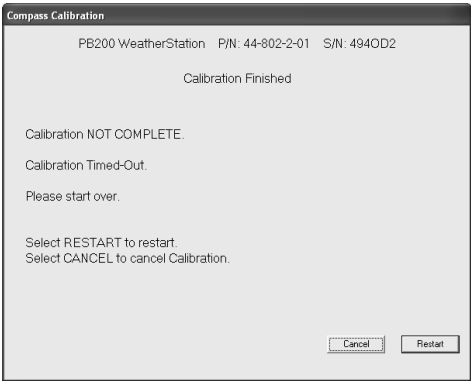 Compass Calibration
PB200 WeatherStation P/N: 44-802-2-01 S/N: 494OD2
Calibration Finished
Calibration NOT COMPLETE.
Calibration Timed-Out.
Please start over.
Select RESTART to restart.
Select CANCEL to cancel Calibration.
Cancel Restart